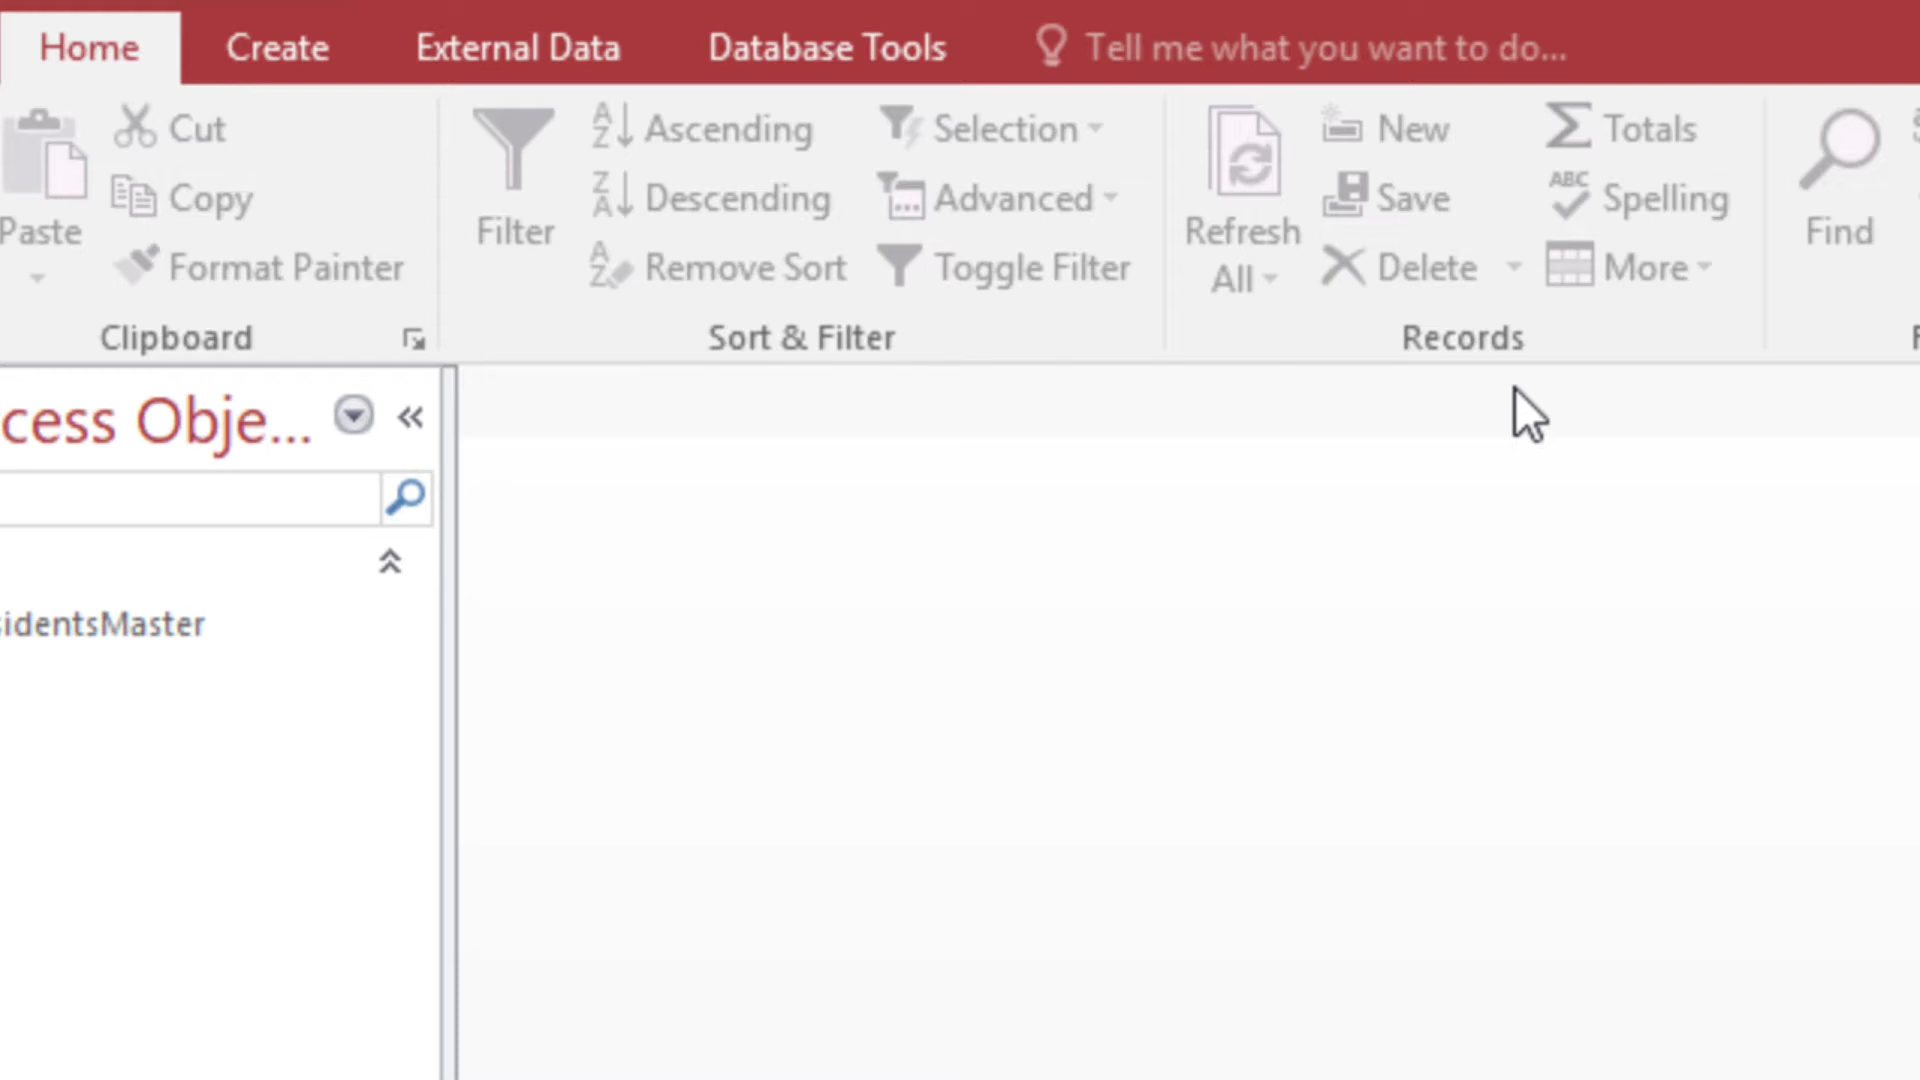 Home Create External Data Database Tools Tell me what you want to do...
Cut
Copy
Paste
Format Painter
Clipboard
Filter
Ascending
Descending
Remove Sort
Selection
Advanced
Toggle Filter
Sort & Filter
Refresh
All
New
Save
Delete
Totals
Spelling
More
Records
Find
cess Obje...
sidentsMaster